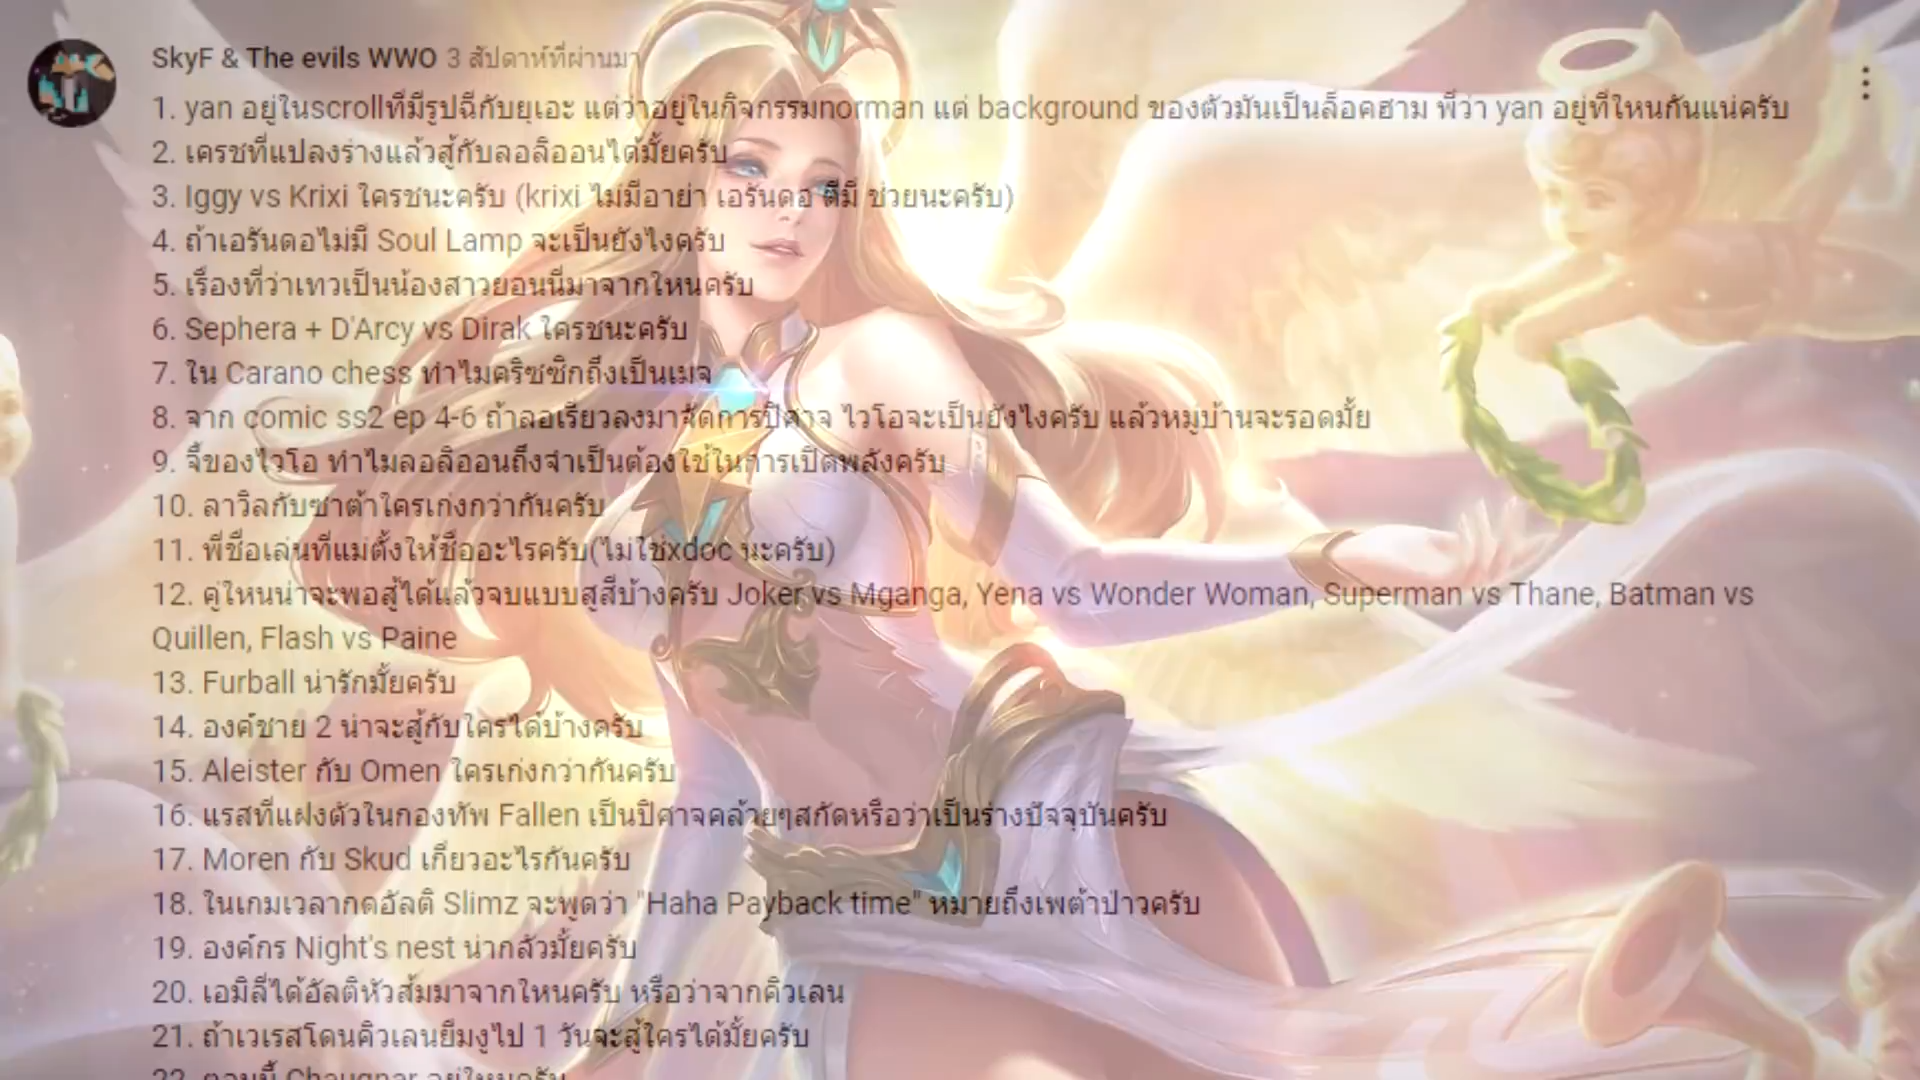 SkyF & The evils WWO 3 สัปดาห์ที่ผ่านมา
1. yan อยู่ในscrollที่มีรูปฉีกับยุเอะ แต่ว่าอยู่ในกิจกรรมnorman แต่ background ของตัวมันเป็นล็อคฮาม พี่ว่า yan อยู่ที่ใหนกันแน่ครับ
2. เครซที่แปลงร่างแล้วสู้กับลอลิออนได้มั้ยครับ
3. Iggy vs Krixi ใครชนะครับ (krixi ไม่มีอาย่า เอรันดอ ตีมี ช่วยนะครับ)
4. ถ้าเอรันดอไม่มี Soul Lamp จะเป็นยังไงครับ
5. เรื่องที่ว่าเทวเป็นน้องสาวยอนนี่มาจากใหนครับ
6. Sephera + D'Arcy vs Dirak ใครชนะครับ
7. ใน Carano chess ทำไมคริซซิกถึงเป็นเมจ
8. จาก comic ss2 ep 4-6 ถ้าลอเรียวลงมาจัดการปีศาจ ไวโอจะเป็นยังไงครับ แล้วหมู่บ้านจะรอดมั้ย
9. จี้ของไวโอ ทำไมลอลิออนถึงจำเป็นต้องใช้ในการเปิดพลังครับ
10. ลาวิลกับซาต้าใครเก่งกว่ากันครับ
11. พี่ชื่อเล่นที่แม่ตั้งให้ชื่ออะไรครับ(ไม่ใช่xdoc นะครับ)
12. คู่ใหนน่าจะพอสู้ได้แล้วจบแบบสูสีบ้างครับ Joker vs Mganga, Yena vs Wonder Woman, Superman vs Thane, Batman vs
Quillen, Flash vs Paine
13. Furball น่ารักมั้ยครับ
14. องค์ชาย 2 น่าจะสู้กับใครได้บ้างครับ
15. Aleister กับ Omen ใครเก่งกว่ากันครับ
16. แรสที่แฝงตัวในกองทัพ Fallen เป็นปีศาจคล้ายๆสกัดหรือว่าเป็นร่างปัจจุบันครับ
17. Moren กับ Skud เกี่ยวอะไรกันครับ
18. ในเกมเวลากดอัลติ Slimz จะพูดว่า "Haha Payback time" หมายถึงเพต้าป่าวครับ
19. องค์กร Night's nest น่ากลัวมั้ยครับ
20. เอมิลี่ได้อัลติหัวส้มมาจากใหนครับ หรือว่าจากคิวเลน
21. ถ้าเวเรสโดนคิวเลนยืมงูไป 1 วันจะสู้ใครได้มั้ยครับ
22. ตอนนี้ Chaugnar อยู่ใหนครับ